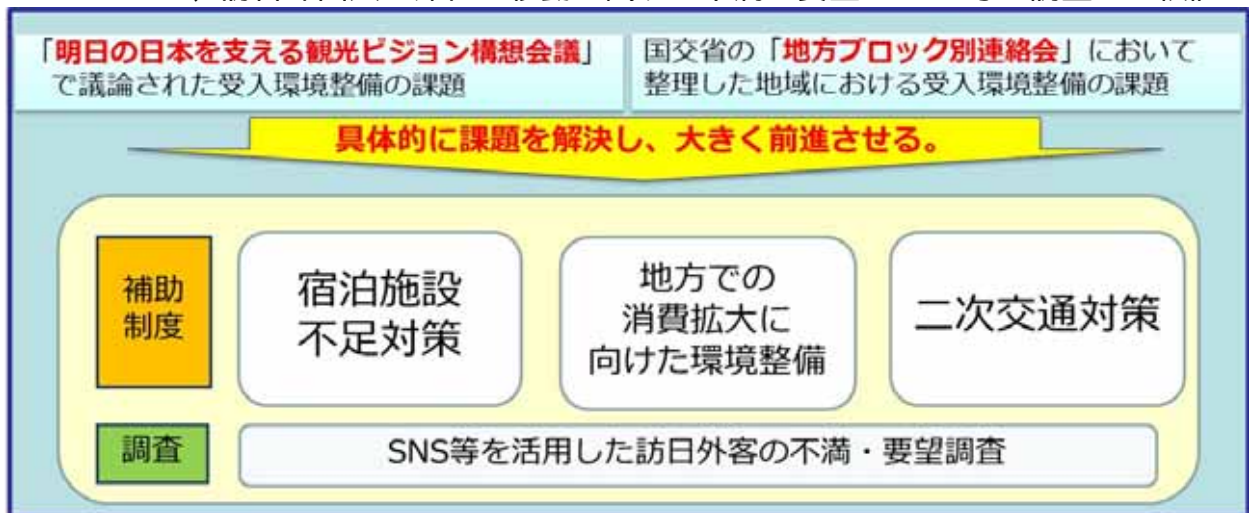 「明日の日本を支える観光ビジョン構想会議」
で議論された受入環境整備の課題
国交省の「地方ブロック別連絡会」において
整理した地域における受入環境整備の課題
具体的に課題を解決し、大きく前進させる。
補助
制度
宿泊施設
不足対策
地方での
消費拡大に
向けた環境整備
二次交通対策
調査
SNS等を活用した訪日外客の不満・要望調査